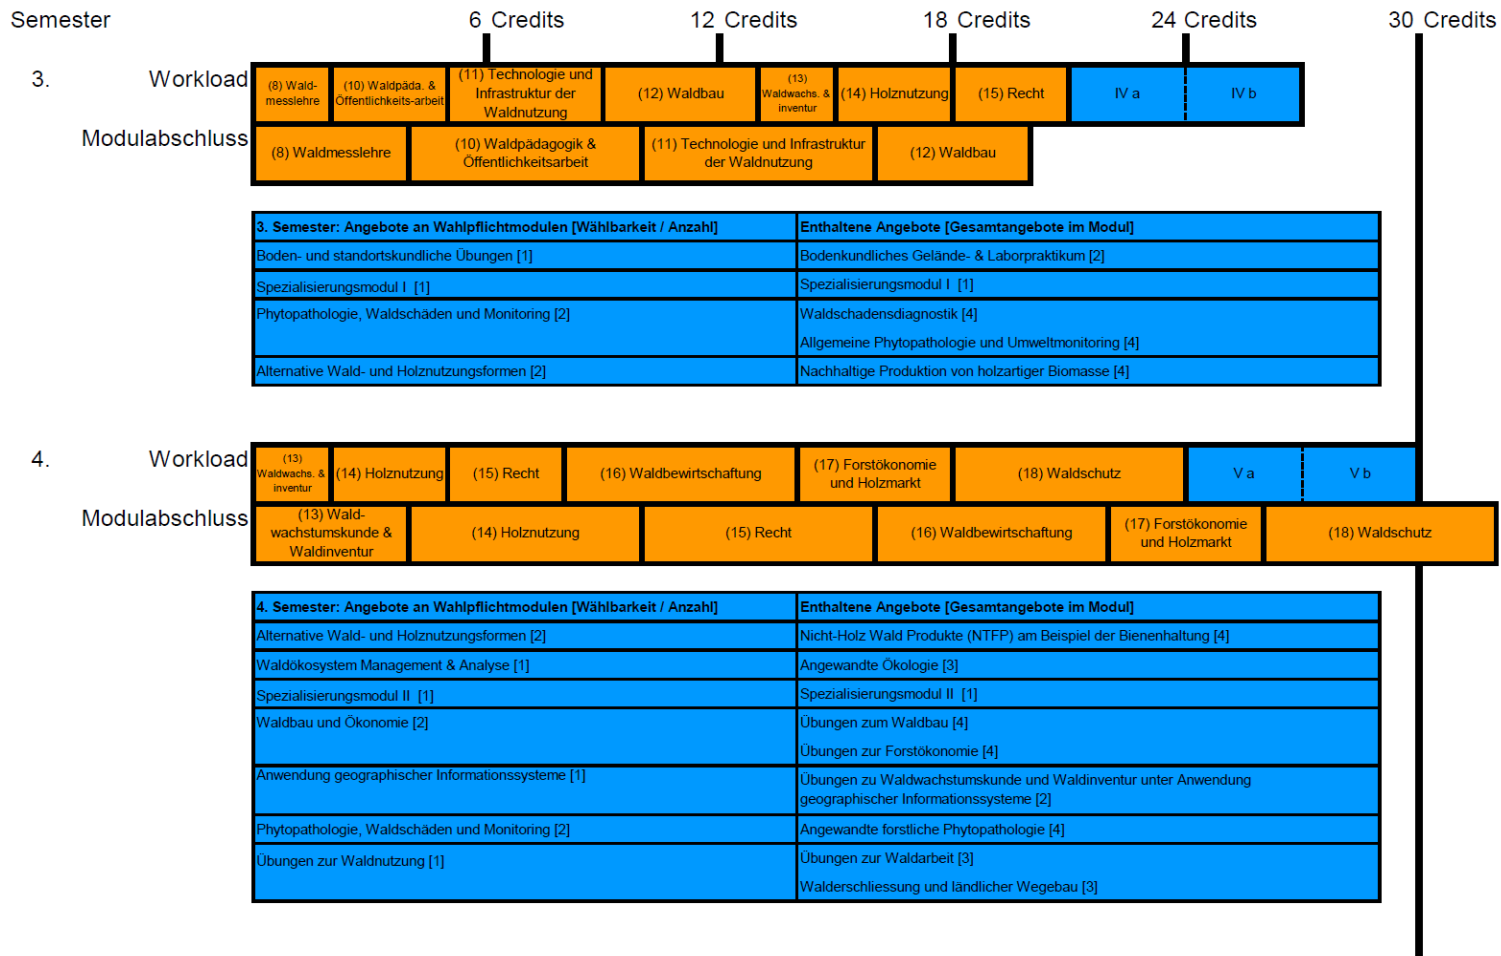 Semester 6 Credits 12 Credits 18 Credits 24 Credits 30 Credits
3. Workload
(8) Wald-
messlehre
(10) Waldpäda. &
Öffentlichkeits-arbeit
(11) Technologie und
Infrastruktur der
Waldnutzung
(12) Waldbau
(13)
Waldwachs. &
inventur
(14) Holznutzung
(15) Recht
IV a
IV b
Modulabschluss
(8) Waldmesslehre
(10) Waldpädagogik &
Öffentlichkeitsarbeit
(11) Technologie und Infrastruktur
der Waldnutzung
(12) Waldbau
3. Semester: Angebote an Wahlpflichtmodulen [Wählbarkeit / Anzahl] Enthaltene Angebote [Gesamtangebote im Modul]
Boden- und standortskundliche Übungen [1] Bodenkundliches Gelände- & Laborpraktikum [2]
Spezialisierungsmodul I [1] Spezialisierungsmodul I [1]
Phytopathologie, Waldschäden und Monitoring [2] Waldschadensdiagnostik [4]
Allgemeine Phytopathologie und Umweltmonitoring [4]
Alternative Wald- und Holznutzungsformen [2] Nachhaltige Produktion von holzartiger Biomasse [4]
4. Workload
(13)
Waldwachs. &
inventur
(14) Holznutzung
(15) Recht
(16) Waldbewirtschaftung
(17) Forstökonomie
und Holzmarkt
(18) Waldschutz
V a
V b
Modulabschluss
(13) Wald-
wachstumskunde &
Waldinventur
(14) Holznutzung
(15) Recht
(16) Waldbewirtschaftung
(17) Forstökonomie
und Holzmarkt
(18) Waldschutz
4. Semester: Angebote an Wahlpflichtmodulen [Wählbarkeit / Anzahl] Enthaltene Angebote [Gesamtangebote im Modul]
Alternative Wald- und Holznutzungsformen [2] Nicht-Holz Wald Produkte (NTFP) am Beispiel der Bienenhaltung [4]
Waldökosystem Management & Analyse [1] Angewandte Ökologie [3]
Spezialisierungsmodul II [1] Spezialisierungsmodul II [1]
Waldbau und Ökonomie [2] Übungen zum Waldbau [4]
Übungen zur Forstökonomie [4]
Anwendung geographischer Informationssysteme [1] Übungen zu Waldwachstumskunde und Waldinventur unter Anwendung
geographischer Informationssysteme [2]
Phytopathologie, Waldschäden und Monitoring [2] Angewandte forstliche Phytopathologie [4]
Übungen zur Waldnutzung [1] Übungen zur Waldarbeit [3]
Walderschliessung und ländlicher Wegebau [3]